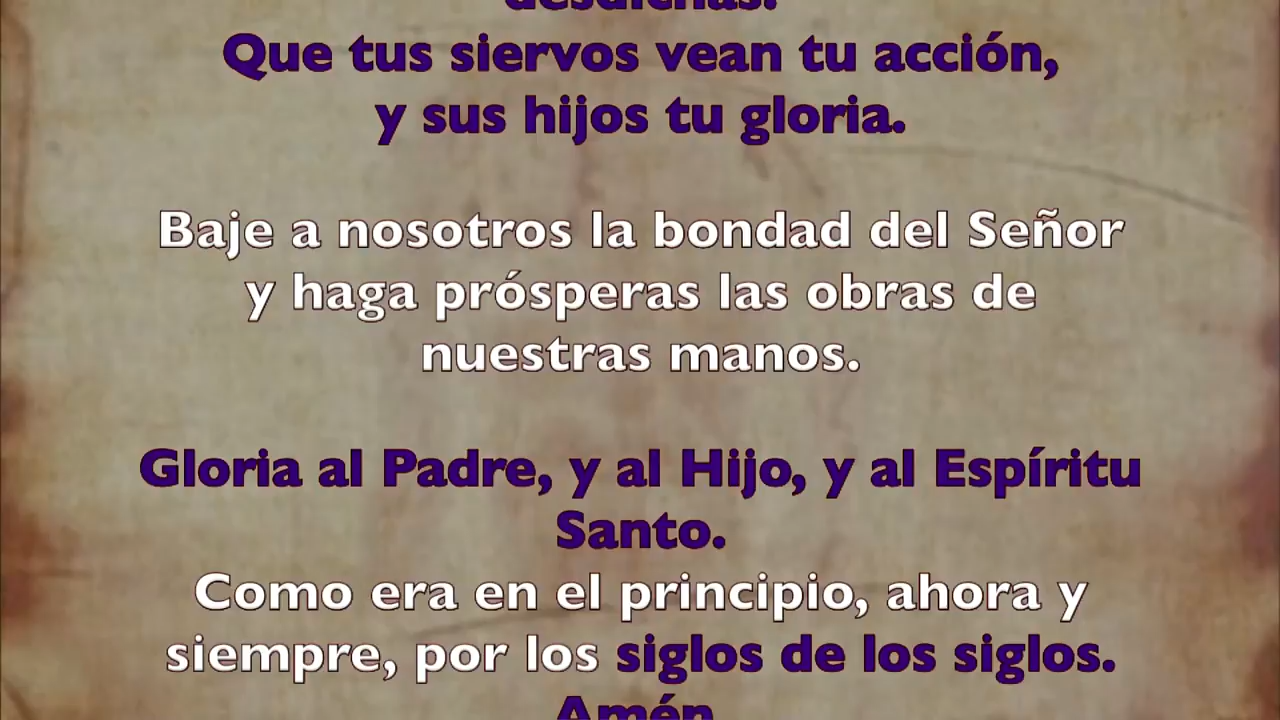 desdichas.
Que tus siervos vean tu acción,
y sus hijos tu gloria.
Baje a nosotros la bondad del Señor
y haga prósperas las obras de
nuestras manos.
Gloria al Padre, y al Hijo, y al Espíritu
Santo.
Como era en el principio, ahora y
siempre, por los siglos de los siglos.
Amén